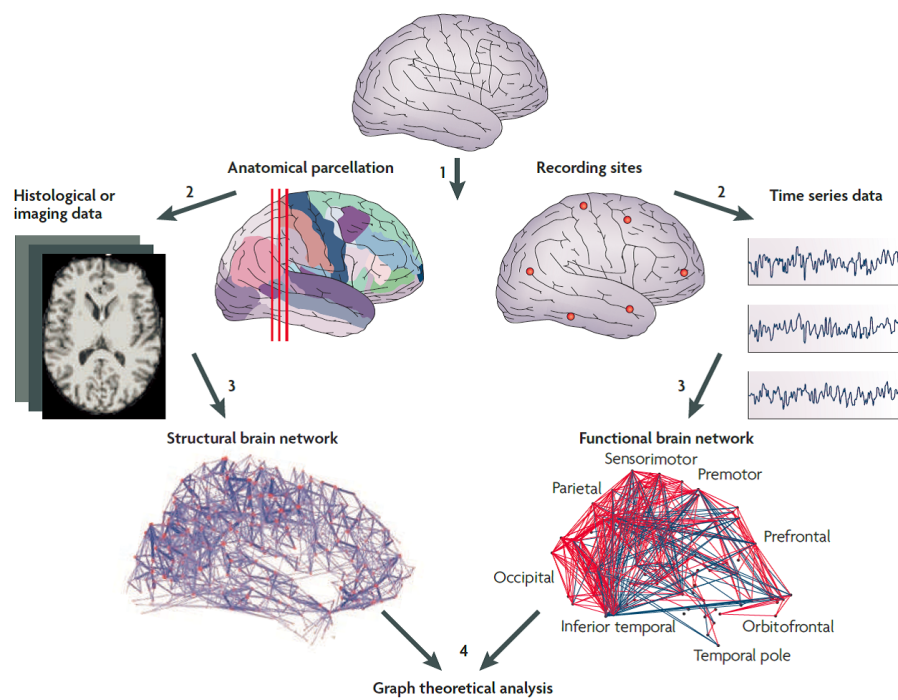 Anatomical parcellation
1
Recording sites
Histological or
imaging data
2
2
Time series data
3
3
Structural brain network
Functional brain network
Sensorimotor
Premotor
Parietal
Prefrontal
Occipital
Inferior temporal
Orbitofrontal
Temporal pole
4
Graph theoretical analysis